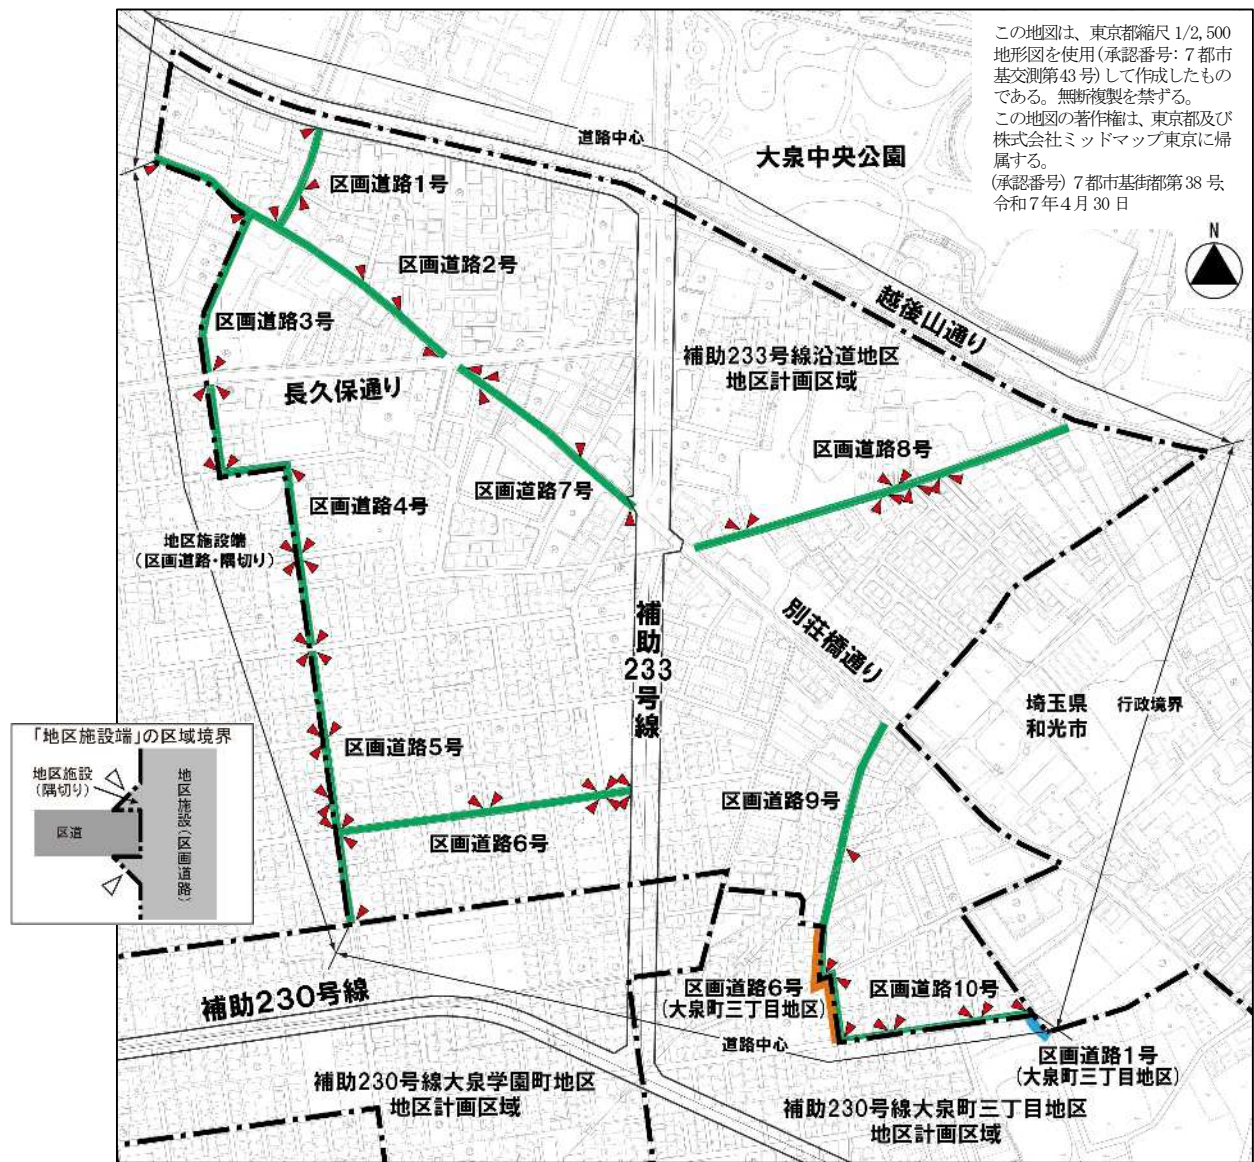 この地図は、東京都縮尺 1/2,500
地形図を使用(承認番号：７都市
基交測第43 号)して作成したもの
である。無断複製を禁ずる。
この地図の著作権は、東京都及び
株式会社ミッドマップ東京に帰
属する。
(承認番号) ７都市基街都第 38 号、
令和７年４月 30 日
N
道路中心
大泉中央公園
区画道路1号
区画道路2号
越後山通り
区画道路3号
補助233号線沿道地区
地区計画区域
長久保通り
区画道路8号
区画道路7号
区画道路4号
地区施設端
(区画道路・隅切り)
補助233号線
別荘橋通り
埼玉県
和光市
行政境界
「地区施設端」の区域境界
地区施設
(隅切り)
区道
地区施設(区画道路)
区画道路5号
区画道路9号
区画道路6号
補助230号線
区画道路6号
(大泉町三丁目地区)
区画道路10号
道路中心
区画道路1号
(大泉町三丁目地区)
補助230号線大泉学園町地区
地区計画区域
補助230号線大泉町三丁目地区
地区計画区域